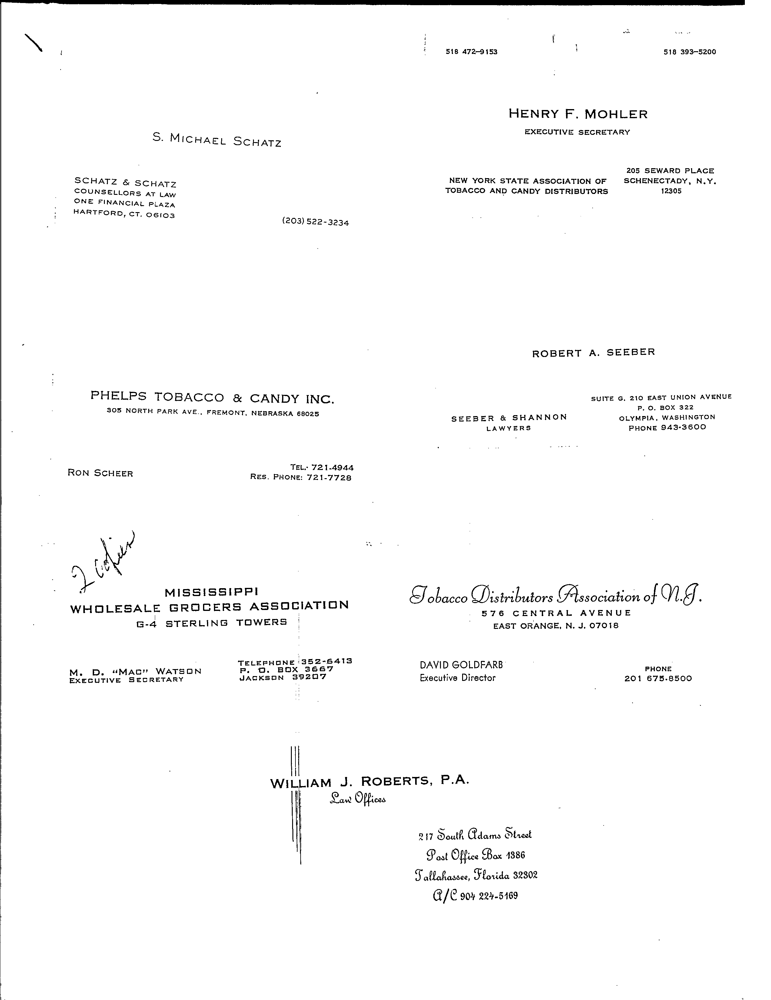 518 472-9153
518 393-5200
HENRY F. MOHLER
EXECUTIVE SECRETARY
NEW YORK STATE ASSOCIATION OF
TOBACCO AND CANDY DISTRIBUTORS
205 SEWARD PLACE
SCHENECTADY, N.Y.
12305
S. MICHAEL SCHATZ
SCHATZ & SCHATZ
COUNSELLORS AT LAW
ONE FINANCIAL PLAZA
HARTFORD, CT. 06103
(203) 522-3234
ROBERT A. SEEBER
SEEBER & SHANNON
LAWYERS
SUITE G, 210 EAST UNION AVENUE
P. O. BOX 322
OLYMPIA, WASHINGTON
PHONE 943-3600
PHELPS TOBACCO & CANDY INC.
305 NORTH PARK AVE., FREMONT, NEBRASKA 68025
RON SCHEER
TEL. 721-4944
RES. PHONE: 721-7728
2 copies
MISSISSIPPI
WHOLESALE GROCERS ASSOCIATION
G-4 STERLING TOWERS
M. D. "MAC" WATSON
EXECUTIVE SECRETARY
TELEPHONE 352-6413
P. O. BOX 3667
JACKSON 39207
Tobacco Distributors Association of N.J.
576 CENTRAL AVENUE
EAST ORANGE, N. J. 07018
DAVID GOLDFARB
Executive Director
PHONE
201 675-8500
WILLIAM J. ROBERTS, P.A.
Law Offices
217 South Adams Street
Post Office Box 1386
Tallahassee, Florida 32302
A/C 904 224-5169